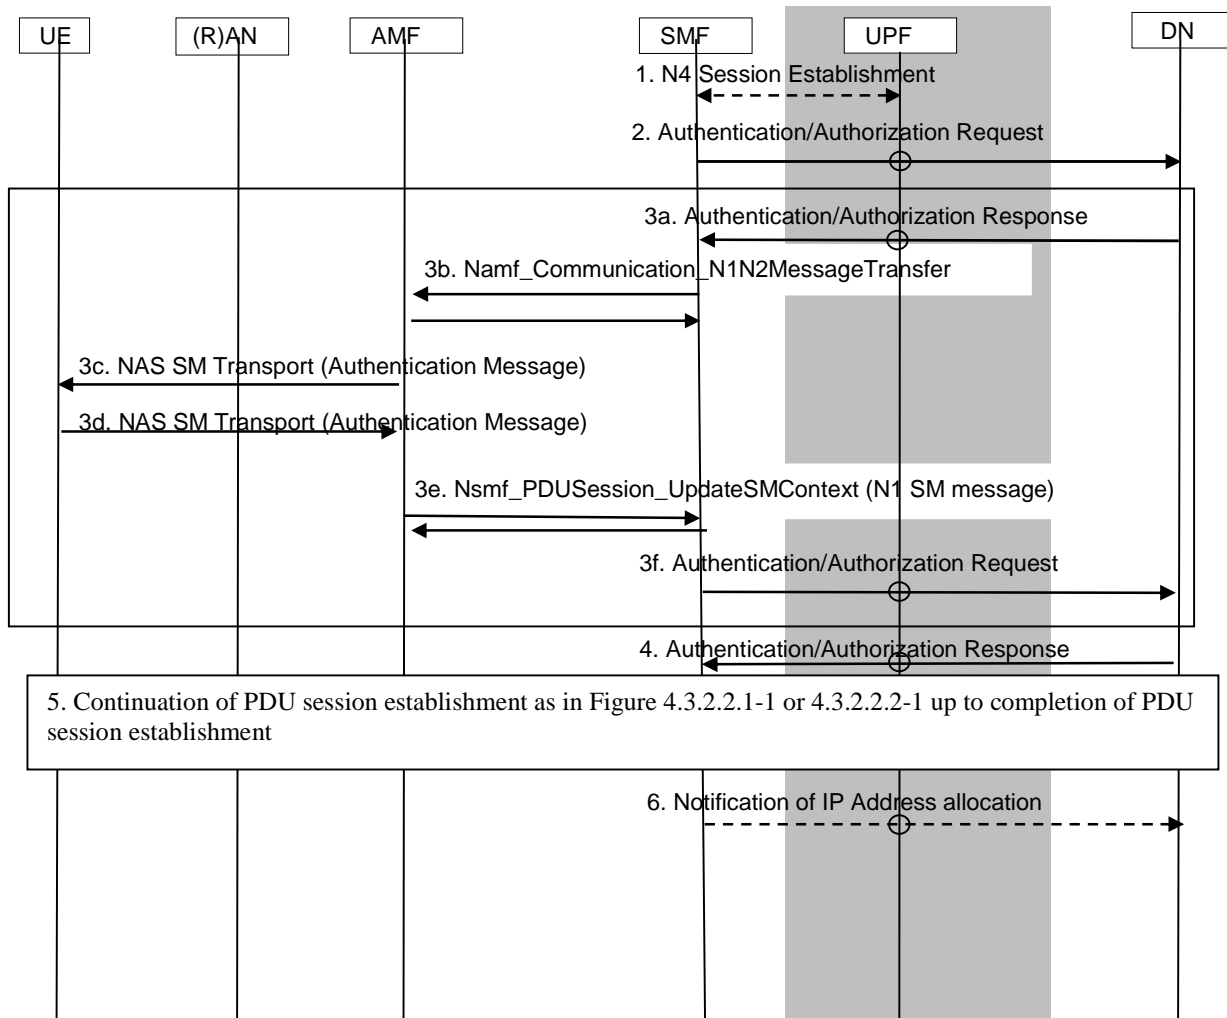 UE
(R)AN
AMF
SMF
UPF
DN
1. N4 Session Establishment
2. Authentication/Authorization Request
3a. Authentication/Authorization Response
3b. Namf_Communication_N1N2MessageTransfer
3c. NAS SM Transport (Authentication Message)
3d. NAS SM Transport (Authentication Message)
3e. Nsmf_PDUSession_UpdateSMContext (N1 SM message)
3f. Authentication/Authorization Request
4. Authentication/Authorization Response
5. Continuation of PDU session establishment as in Figure 4.3.2.2.1-1 or 4.3.2.2.2-1 up to completion of PDU
session establishment
6. Notification of IP Address allocation